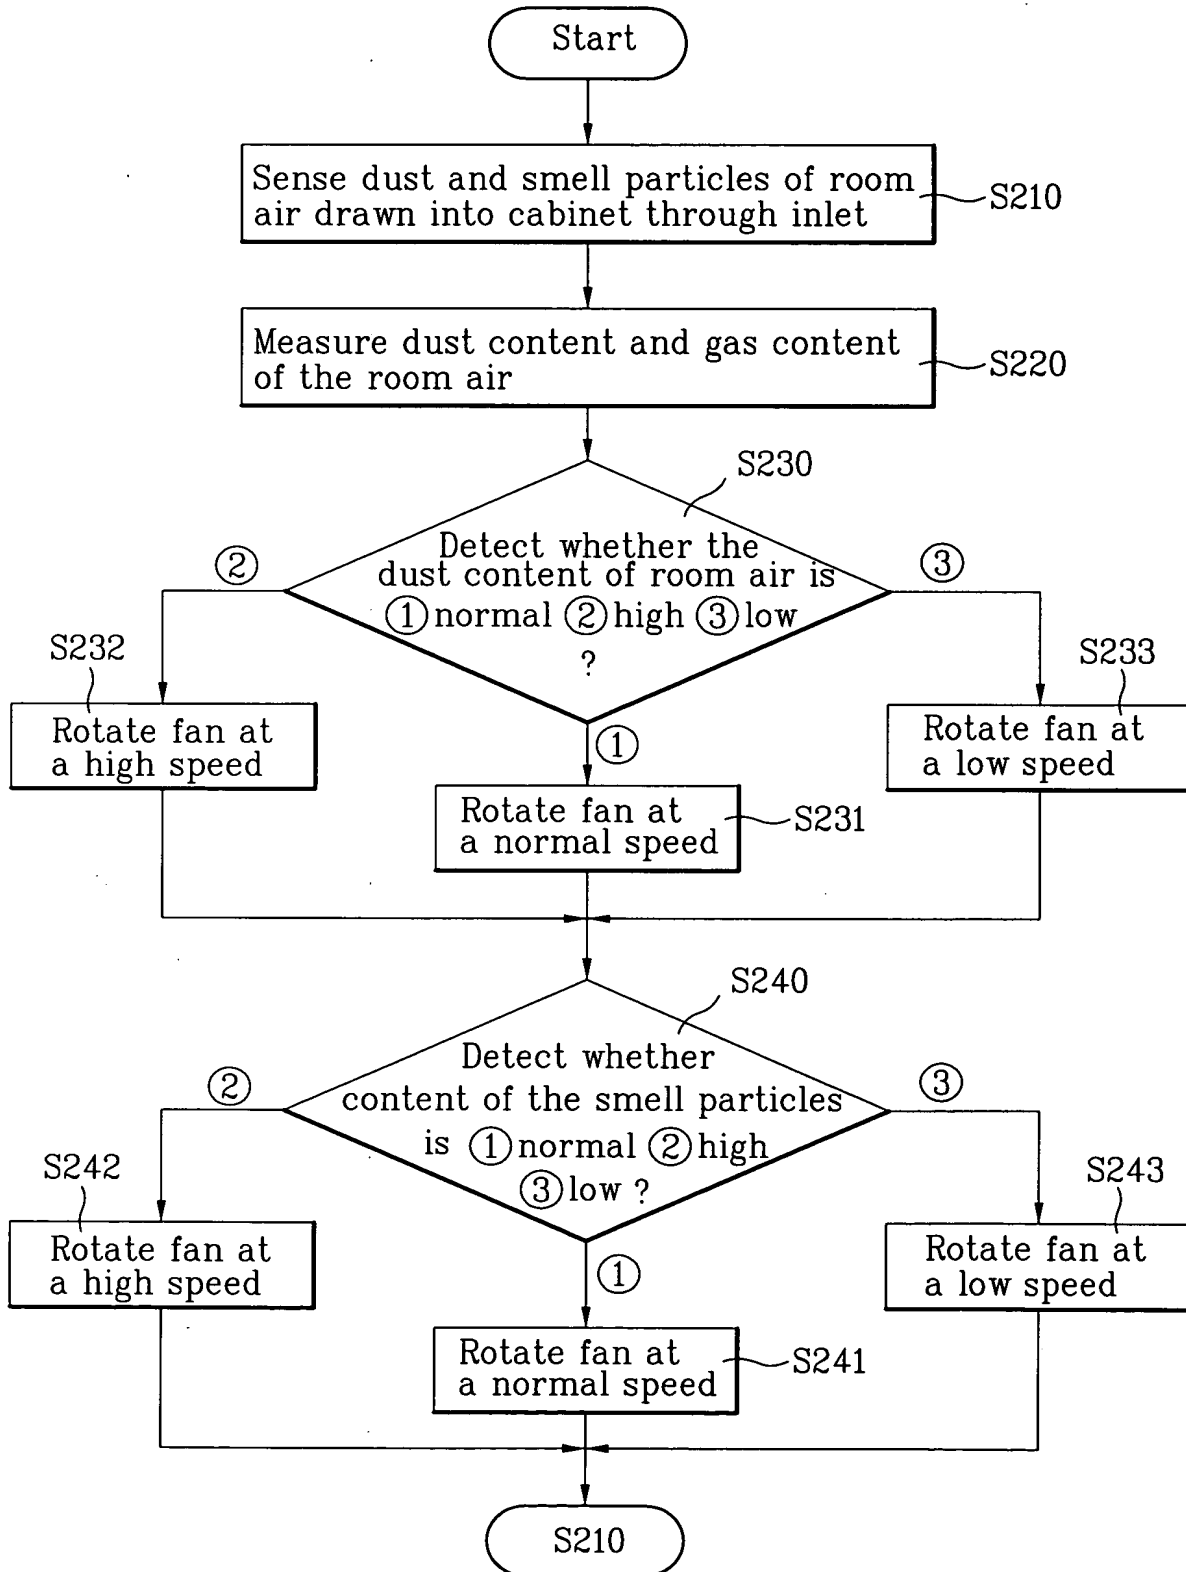 Start
Sense dust and smell particles of room
air drawn into cabinet through inlet
S210
Measure dust content and gas content
of the room air
S220
S230
Detect whether the
dust content of room air is
①normal ②high ③low
?
②
③
①
S232
Rotate fan at
a high speed
S233
Rotate fan at
a low speed
Rotate fan at
a normal speed
S231
S240
Detect whether
content of the smell particles
is ①normal ②high
③low ?
②
③
①
S242
Rotate fan at
a high speed
S243
Rotate fan at
a low speed
Rotate fan at
a normal speed
S241
S210